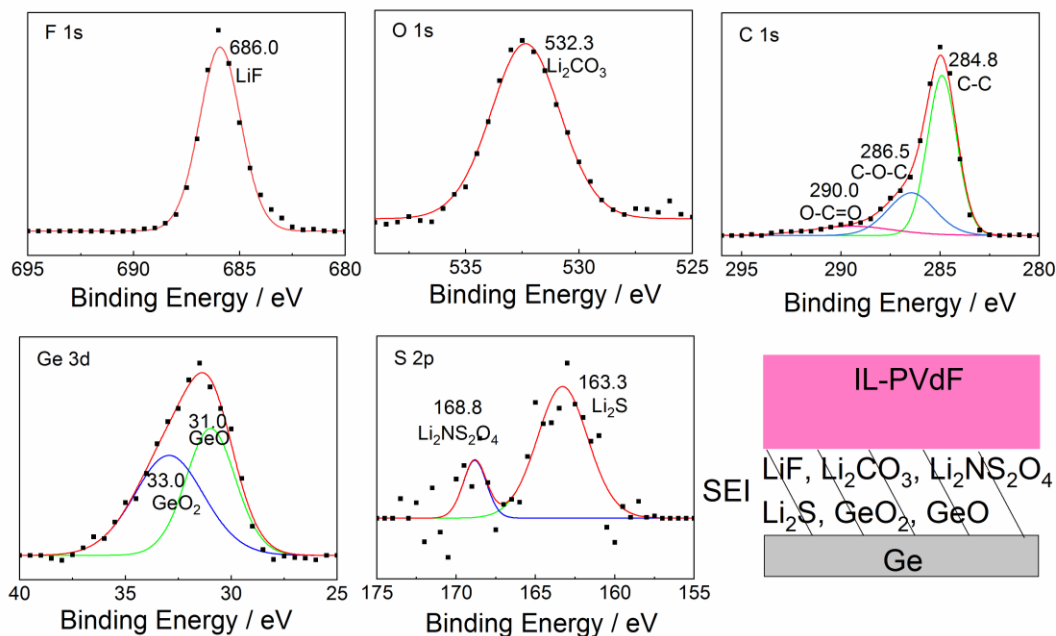 F 1s
686.0
LiF
695 690 685 680
Binding Energy / eV
O 1s
532.3
Li₂CO₃
535 530 525
Binding Energy / eV
C 1s
284.8
C-C
286.5
C-O-C
290.0
O-C=O
295 290 285 280
Binding Energy / eV
Ge 3d
31.0
GeO
33.0
GeO₂
40 35 30 25
Binding Energy / eV
S 2p
163.3
Li₂S
168.8
Li₂NS₂O₄
175 170 165 160 155
Binding Energy / eV
IL-PVdF
SEI
LiF, Li₂CO₃, Li₂NS₂O₄
Li₂S, GeO₂, GeO
Ge